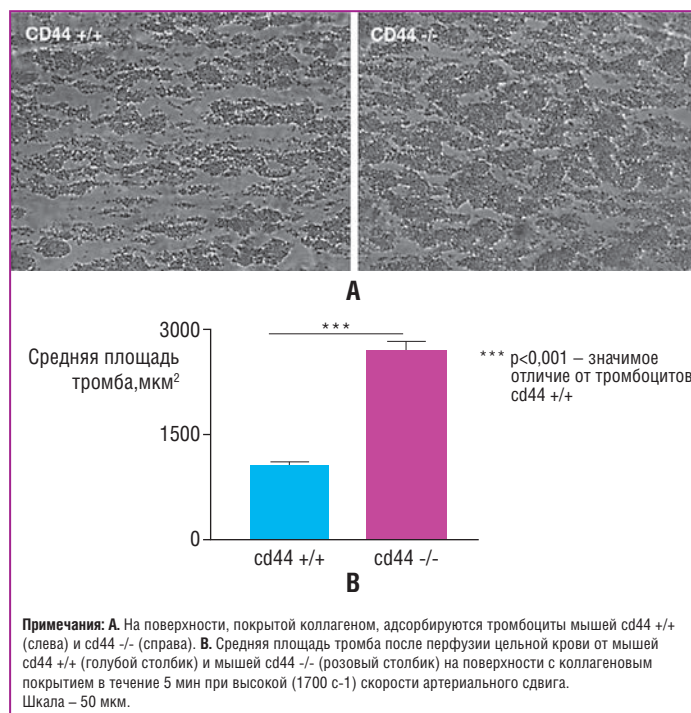 CD44 +/+
CD44 -/-
A
3000
***
Средняя площадь
тромба,мкм²
*** p<0,001 – значимое
отличие от тромбоцитов
cd44 +/+
1500
0
cd44 +/+
cd44 -/-
B
Примечания: А. На поверхности, покрытой коллагеном, адсорбируются тромбоциты мышей cd44 +/+
(слева) и cd44 -/- (справа). В. Средняя площадь тромба после перфузии цельной крови от мышей
cd44 +/+ (голубой столбик) и мышей cd44 -/- (розовый столбик) на поверхности с коллагеновым
покрытием в течение 5 мин при высокой (1700 с-1) скорости артериального сдвига.
Шкала – 50 мкм.